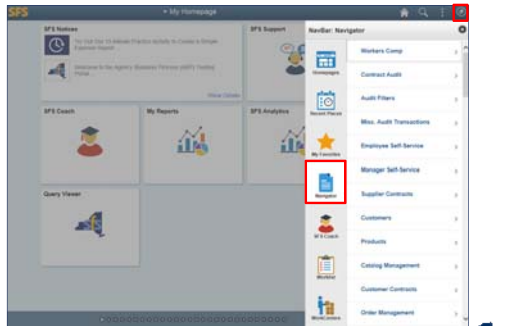 SFS
My Homepage
SFS Notices
SFS Support
NavBar: Navigator
Show Details
SFS Coach
My Reports
SFS Analytics
Query Viewer
Homepages
Recent Places
My Favorites
Navigator
SFS Coach
Worklist
WorkCenters
Workers Comp
Contract Audit
Audit Filters
Misc. Audit Transactions
Employee Self-Service
Manager Self-Service
Supplier Contracts
Customers
Products
Catalog Management
Customer Contracts
Order Management